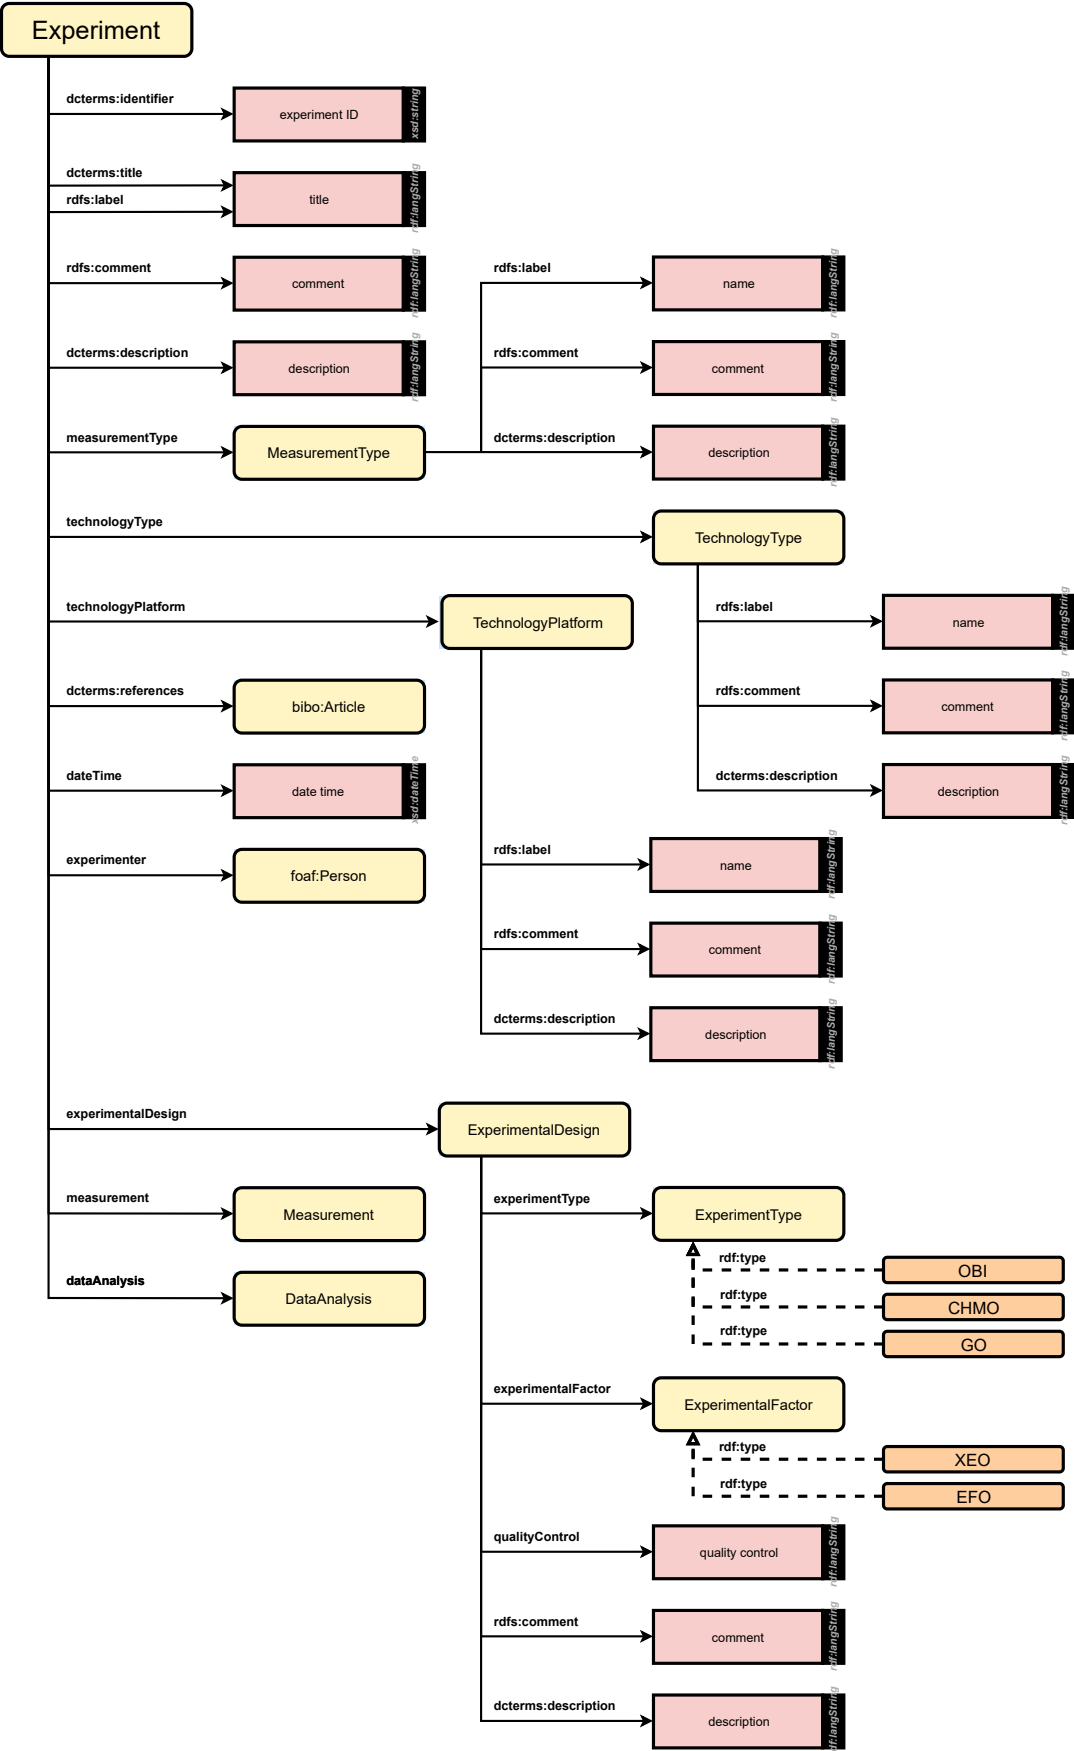 Experiment
dcterms:identifier
experiment ID
xsd:string
dcterms:title
rdfs:label
title
rdf:langString
rdfs:comment
comment
rdf:langString
rdfs:label
name
rdf:langString
dcterms:description
description
rdf:langString
rdfs:comment
comment
rdf:langString
measurementType
MeasurementType
dcterms:description
description
rdf:langString
technologyType
TechnologyType
technologyPlatform
TechnologyPlatform
rdfs:label
name
rdf:langString
dcterms:references
bibo:Article
rdfs:comment
comment
rdf:langString
dateTime
date time
xsd:dateTime
dcterms:description
description
rdf:langString
experimenter
foaf:Person
rdfs:label
name
rdf:langString
rdfs:comment
comment
rdf:langString
dcterms:description
description
rdf:langString
experimentalDesign
ExperimentalDesign
measurement
Measurement
experimentType
ExperimentType
rdf:type
OBI
dataAnalysis
DataAnalysis
rdf:type
CHMO
rdf:type
GO
experimentalFactor
ExperimentalFactor
rdf:type
XEO
rdf:type
EFO
qualityControl
quality control
rdf:langString
rdfs:comment
comment
rdf:langString
dcterms:description
description
rdf:langString